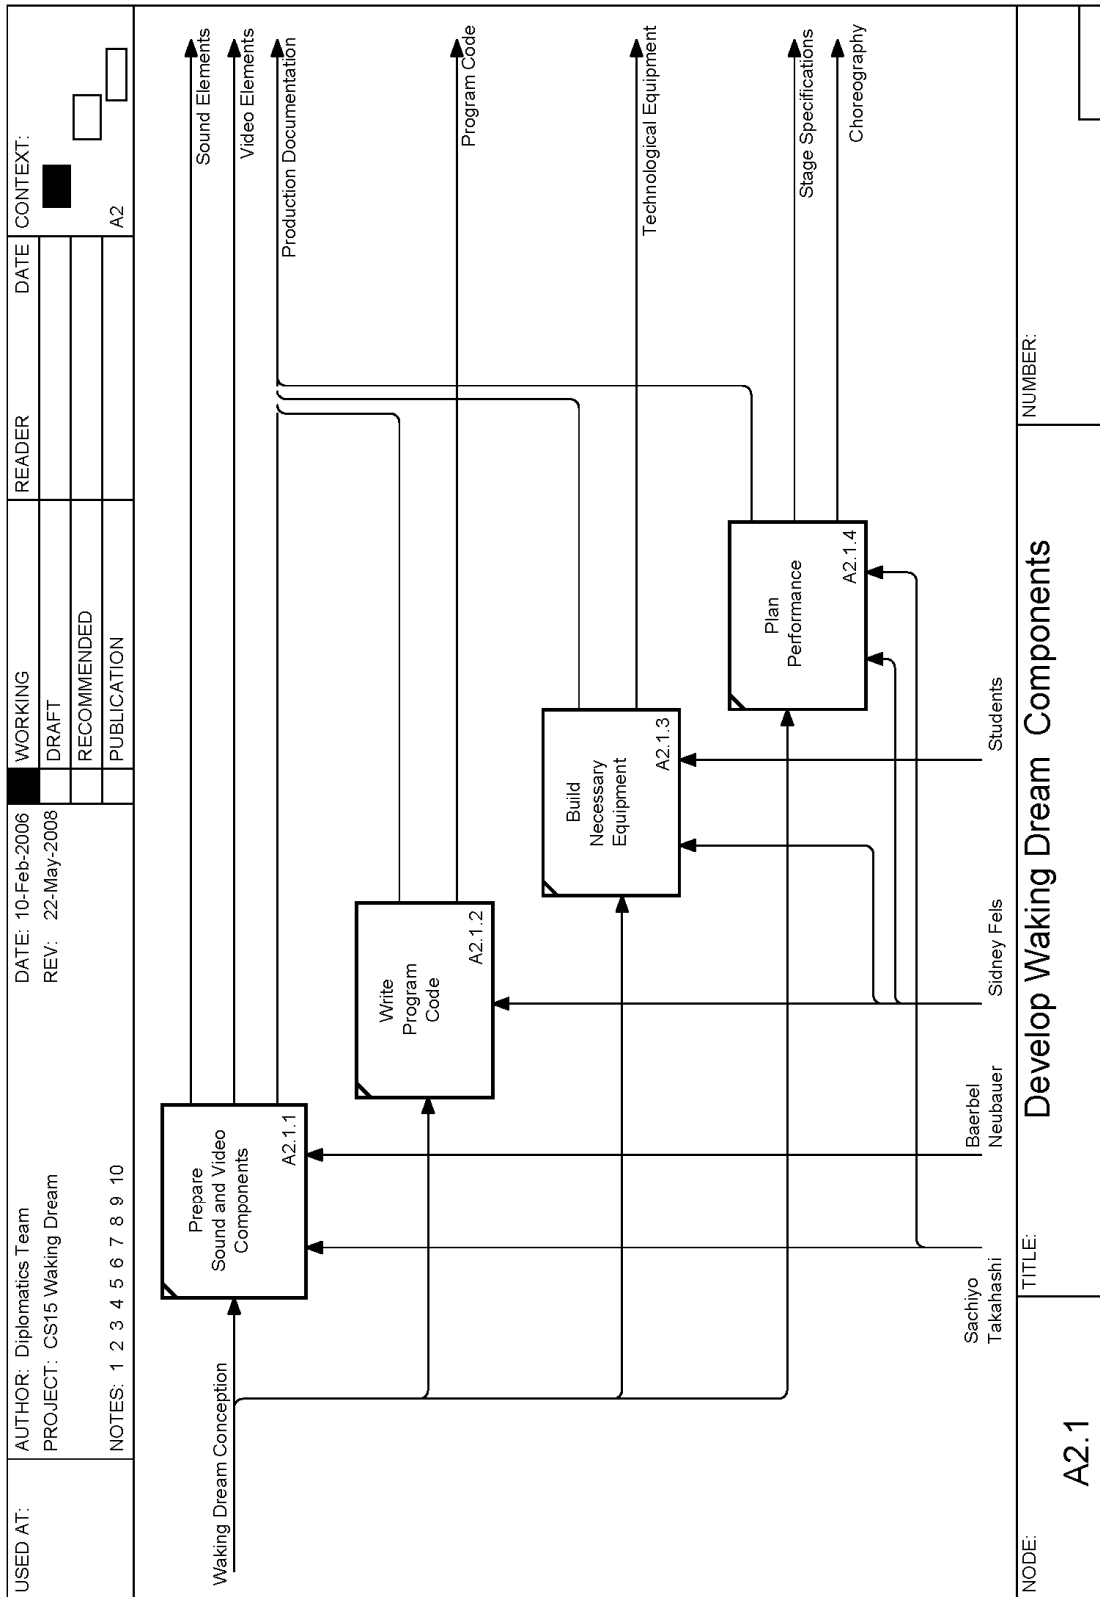 USED AT:
AUTHOR: Diplomatics Team
PROJECT: CS15 Waking Dream
NOTES: 1 2 3 4 5 6 7 8 9 10
DATE: 10-Feb-2006
REV: 22-May-2008
WORKING
DRAFT
RECOMMENDED
PUBLICATION
READER
DATE
CONTEXT:
A2
Waking Dream Conception
Prepare
Sound and Video
Components
A2.1.1
Write
Program
Code
A2.1.2
Build
Necessary
Equipment
A2.1.3
Plan
Performance
A2.1.4
Sound Elements
Video Elements
Production Documentation
Program Code
Technological Equipment
Stage Specifications
Choreography
Sachiyo
Takahashi
Baerbel
Neubauer
Sidney Fels
Students
NODE:
A2.1
TITLE:
Develop Waking Dream Components
NUMBER: